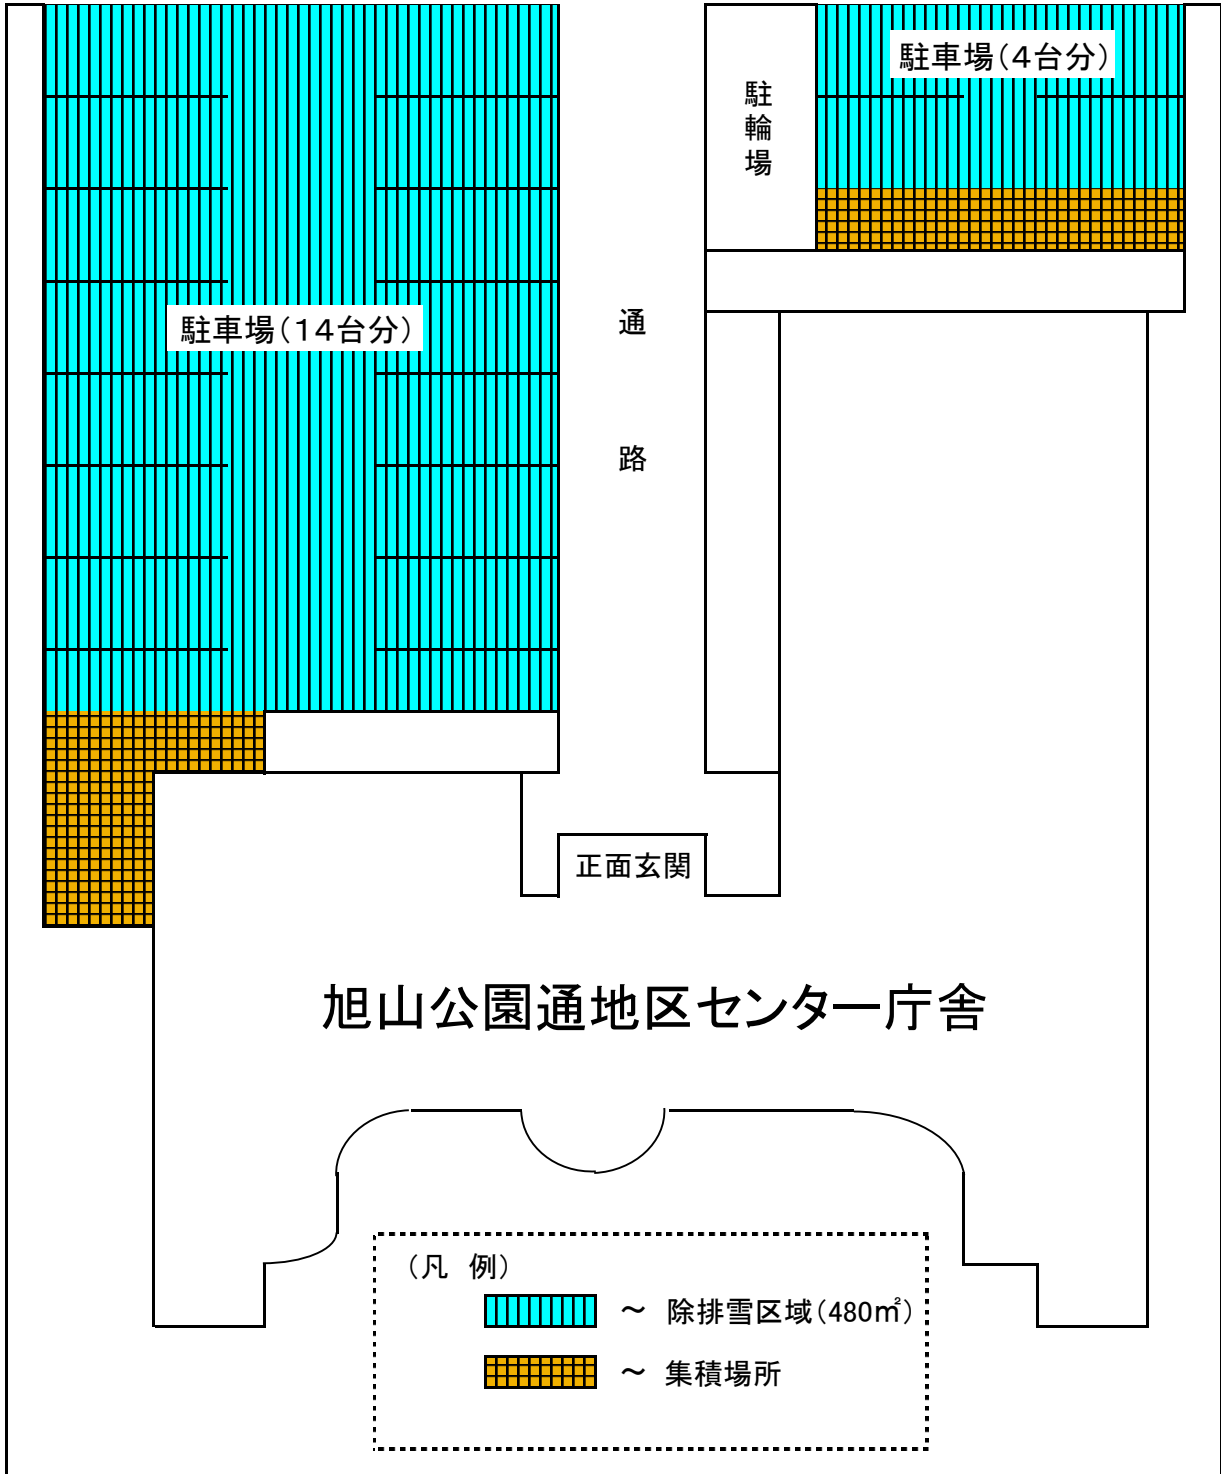 駐車場（4台分）
駐輪場
駐車場（14台分）
通路
正面玄関
旭山公園通地区センター庁舎
（凡 例）
～ 除排雪区域（480㎡）
～ 集積場所